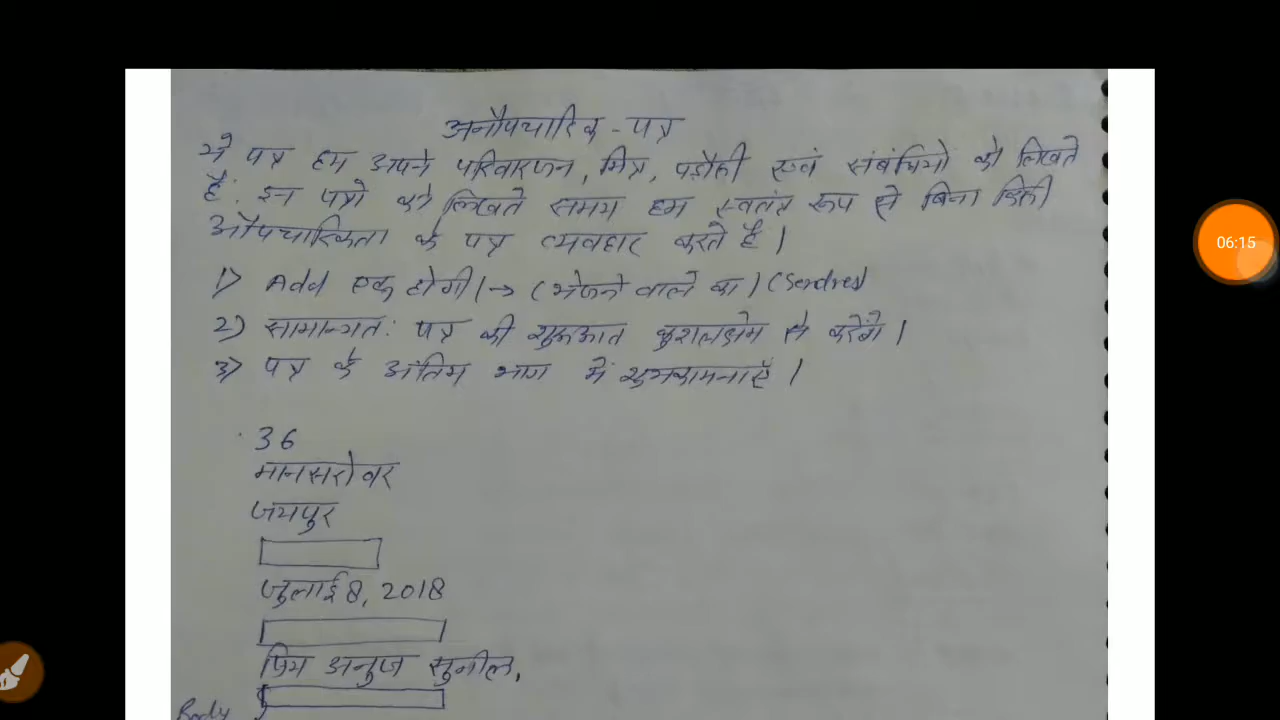 अनौपचारिक - पत्र
ये पत्र हम अपने परिवारजन, मित्र, पड़ौसी एवं संबंधियो को लिखते
है। इन पत्रो को लिखते समय हम स्वतंत्र रूप से बिना किसी
औपचारिकता के पत्र व्यवहार करते है।
1) Add एक होगी। → (भेजने वाले का)
2) सामान्यत: पत्र की शुरूआत कुशलक्षेम से करेंगे।
3) पत्र के अंतिम भाग में शुभकामनाएँ।
36
मानसरोवर
जयपुर
जुलाई 8, 2018
प्रिय अनुज सुनील,
Body
06:15